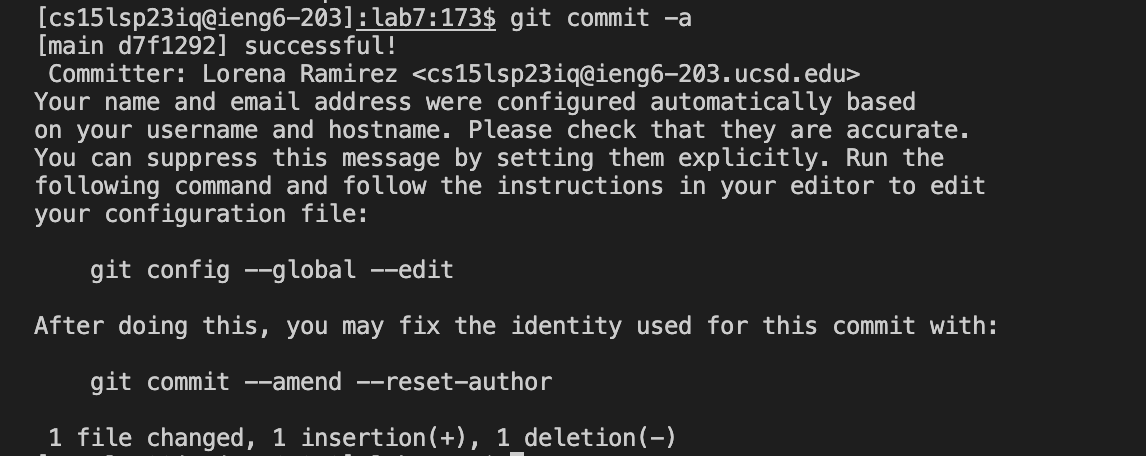 [cs15lsp23iq@ieng6-203]:lab7:173$ git commit -a
[main d7f1292] successful!
 Committer: Lorena Ramirez <cs15lsp23iq@ieng6-203.ucsd.edu>
Your name and email address were configured automatically based
on your username and hostname. Please check that they are accurate.
You can suppress this message by setting them explicitly. Run the
following command and follow the instructions in your editor to edit
your configuration file:

    git config --global --edit

After doing this, you may fix the identity used for this commit with:

    git commit --amend --reset-author

 1 file changed, 1 insertion(+), 1 deletion(-)